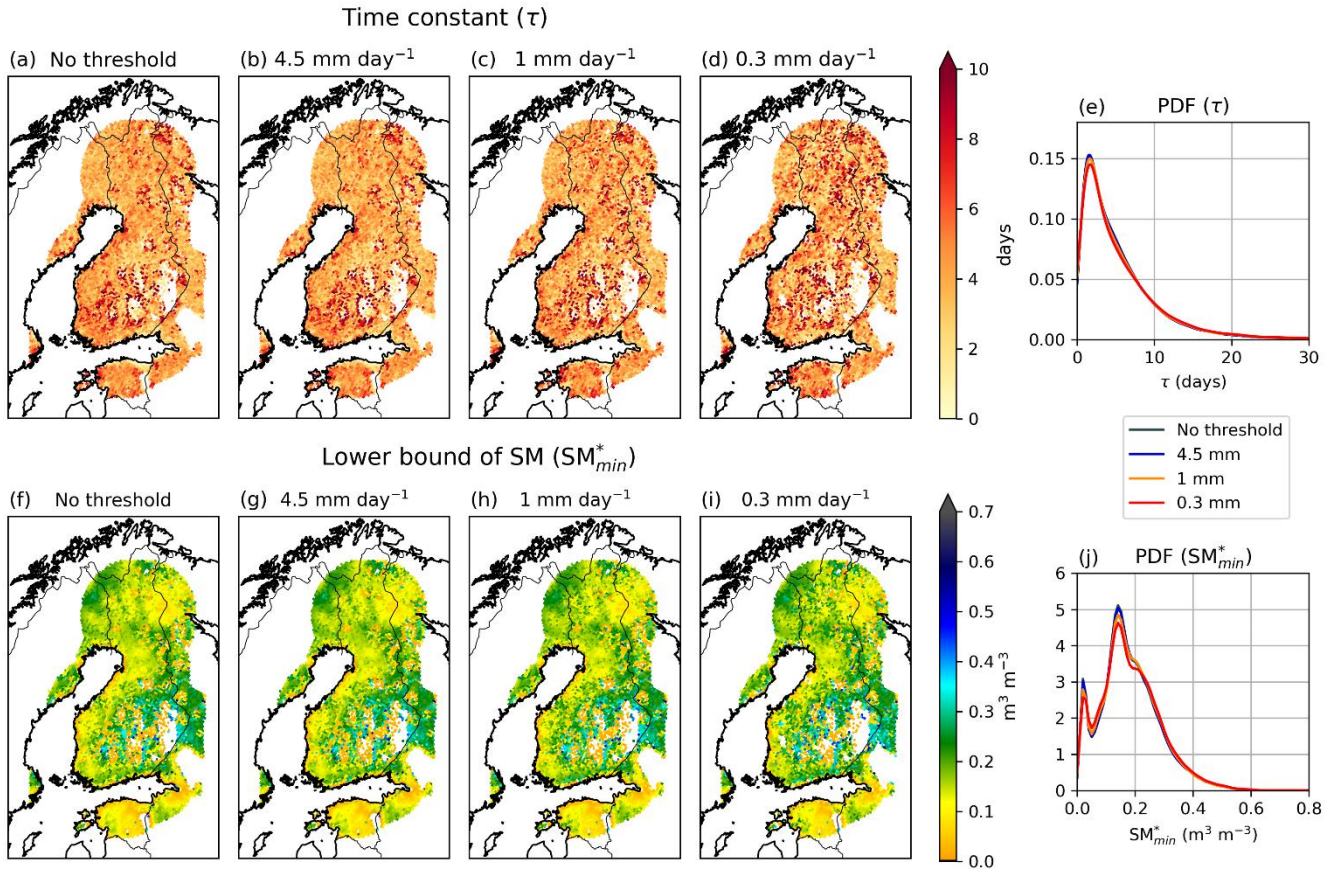 Time constant (τ)
(a) No threshold
(b) 4.5 mm day⁻¹
(c) 1 mm day⁻¹
(d) 0.3 mm day⁻¹
10
8
6
4
2
0
days
(e) PDF (τ)
0.15
0.10
0.05
0.00
0 10 20 30
τ (days)
No threshold
4.5 mm
1 mm
0.3 mm
Lower bound of SM (SM*min)
(f) No threshold
(g) 4.5 mm day⁻¹
(h) 1 mm day⁻¹
(i) 0.3 mm day⁻¹
0.7
0.6
0.5
0.4
0.3
0.2
0.1
0.0
m³ m⁻³
(j) PDF (SM*min)
6
5
4
3
2
1
0
0.0 0.2 0.4 0.6 0.8
SM*min (m³ m⁻³)